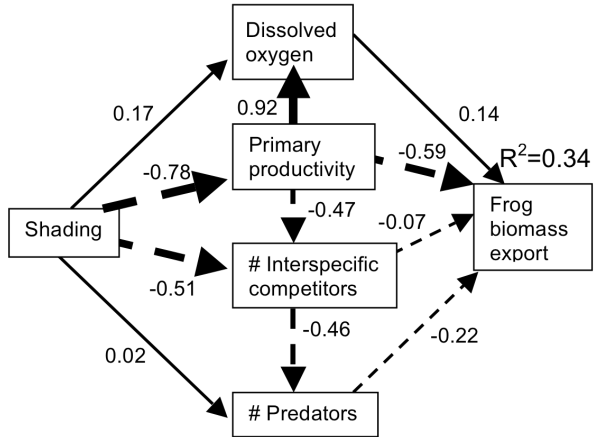 Dissolved
oxygen
0.17
0.92
0.14
Primary
productivity
-0.78
-0.59
R²=0.34
Shading
-0.47
-0.07
Frog
biomass
export
# Interspecific
competitors
-0.51
-0.46
-0.22
0.02
# Predators